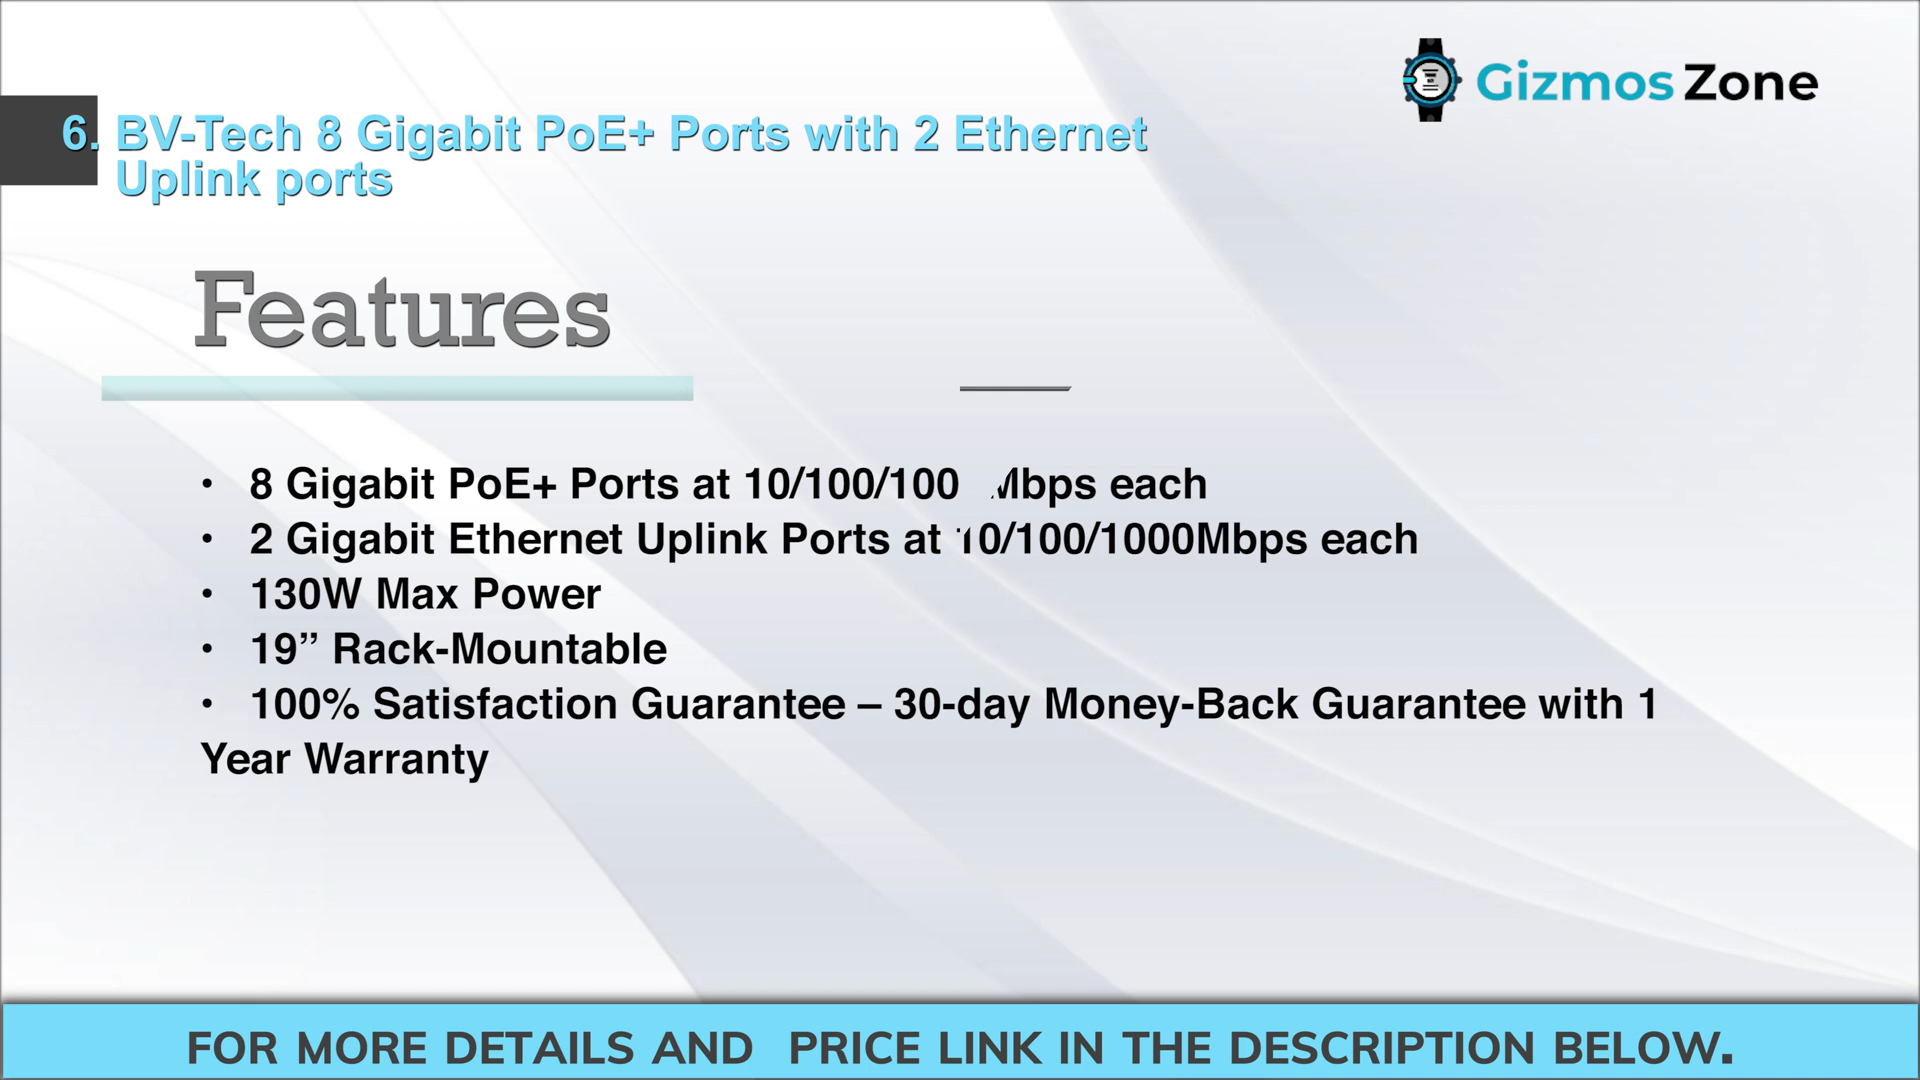 Gizmos Zone
6. BV-Tech 8 Gigabit PoE+ Ports with 2 Ethernet
Uplink ports
Features
• 8 Gigabit PoE+ Ports at 10/100/100 Mbps each
• 2 Gigabit Ethernet Uplink Ports at 10/100/1000Mbps each
• 130W Max Power
• 19” Rack-Mountable
• 100% Satisfaction Guarantee – 30-day Money-Back Guarantee with 1
Year Warranty
FOR MORE DETAILS AND PRICE LINK IN THE DESCRIPTION BELOW.